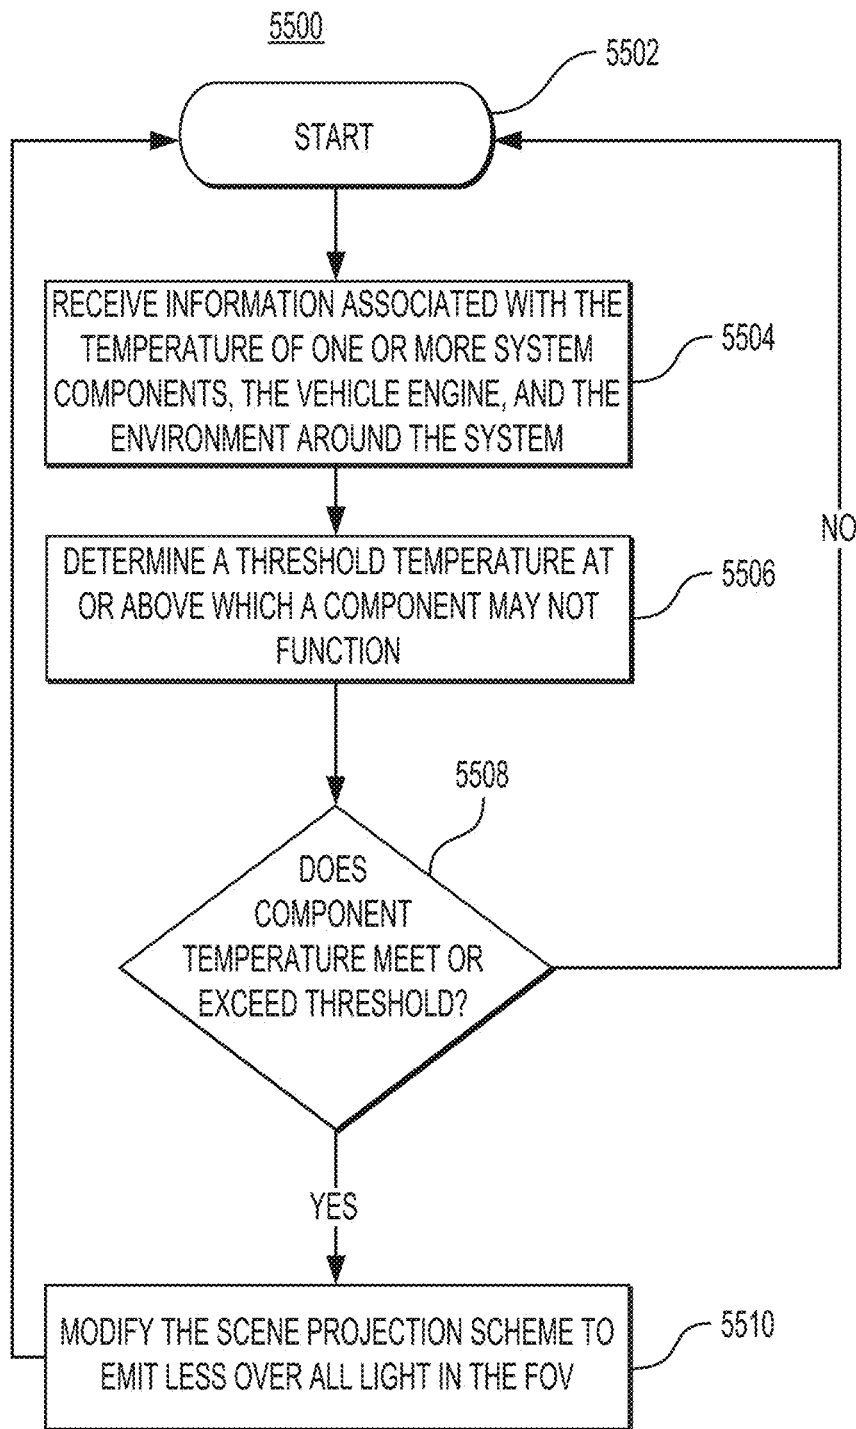 5500
5502
START
RECEIVE INFORMATION ASSOCIATED WITH THE
TEMPERATURE OF ONE OR MORE SYSTEM
COMPONENTS, THE VEHICLE ENGINE, AND THE
ENVIRONMENT AROUND THE SYSTEM
5504
DETERMINE A THRESHOLD TEMPERATURE AT
OR ABOVE WHICH A COMPONENT MAY NOT
FUNCTION
5506
NO
5508
DOES
COMPONENT
TEMPERATURE MEET OR
EXCEED THRESHOLD?
YES
MODIFY THE SCENE PROJECTION SCHEME TO
EMIT LESS OVER ALL LIGHT IN THE FOV
5510